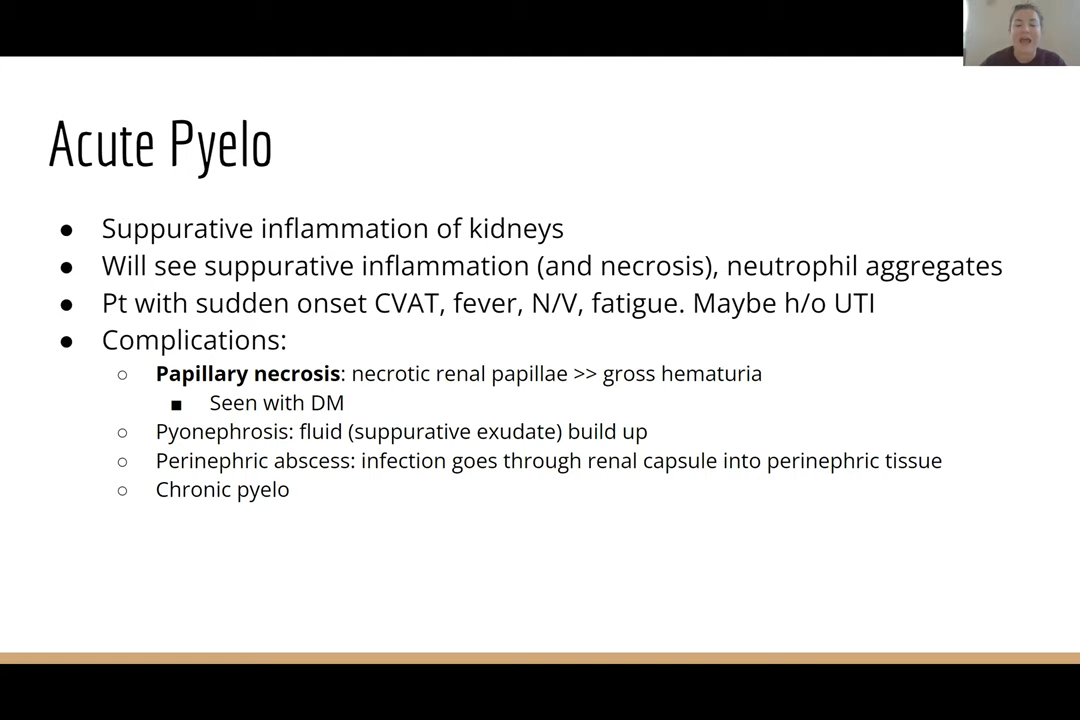 Acute Pyelo
● Suppurative inflammation of kidneys
● Will see suppurative inflammation (and necrosis), neutrophil aggregates
● Pt with sudden onset CVAT, fever, N/V, fatigue. Maybe h/o UTI
● Complications:
○ Papillary necrosis: necrotic renal papillae >> gross hematuria
■ Seen with DM
○ Pyonephrosis: fluid (suppurative exudate) build up
○ Perinephric abscess: infection goes through renal capsule into perinephric tissue
○ Chronic pyelo